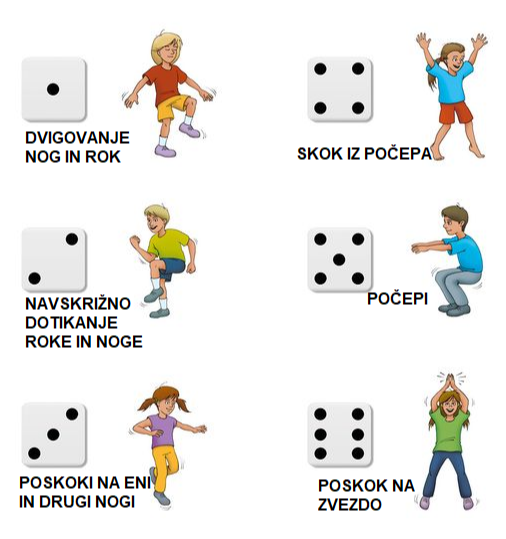 DVIGOVANJE
NOG IN ROK
SKOK IZ POČEPA
NAVSKRIŽNO
DOTIKANJE
ROKE IN NOGE
POČEPI
POSKOKI NA ENI
IN DRUGI NOGI
POSKOK NA
ZVEZDO